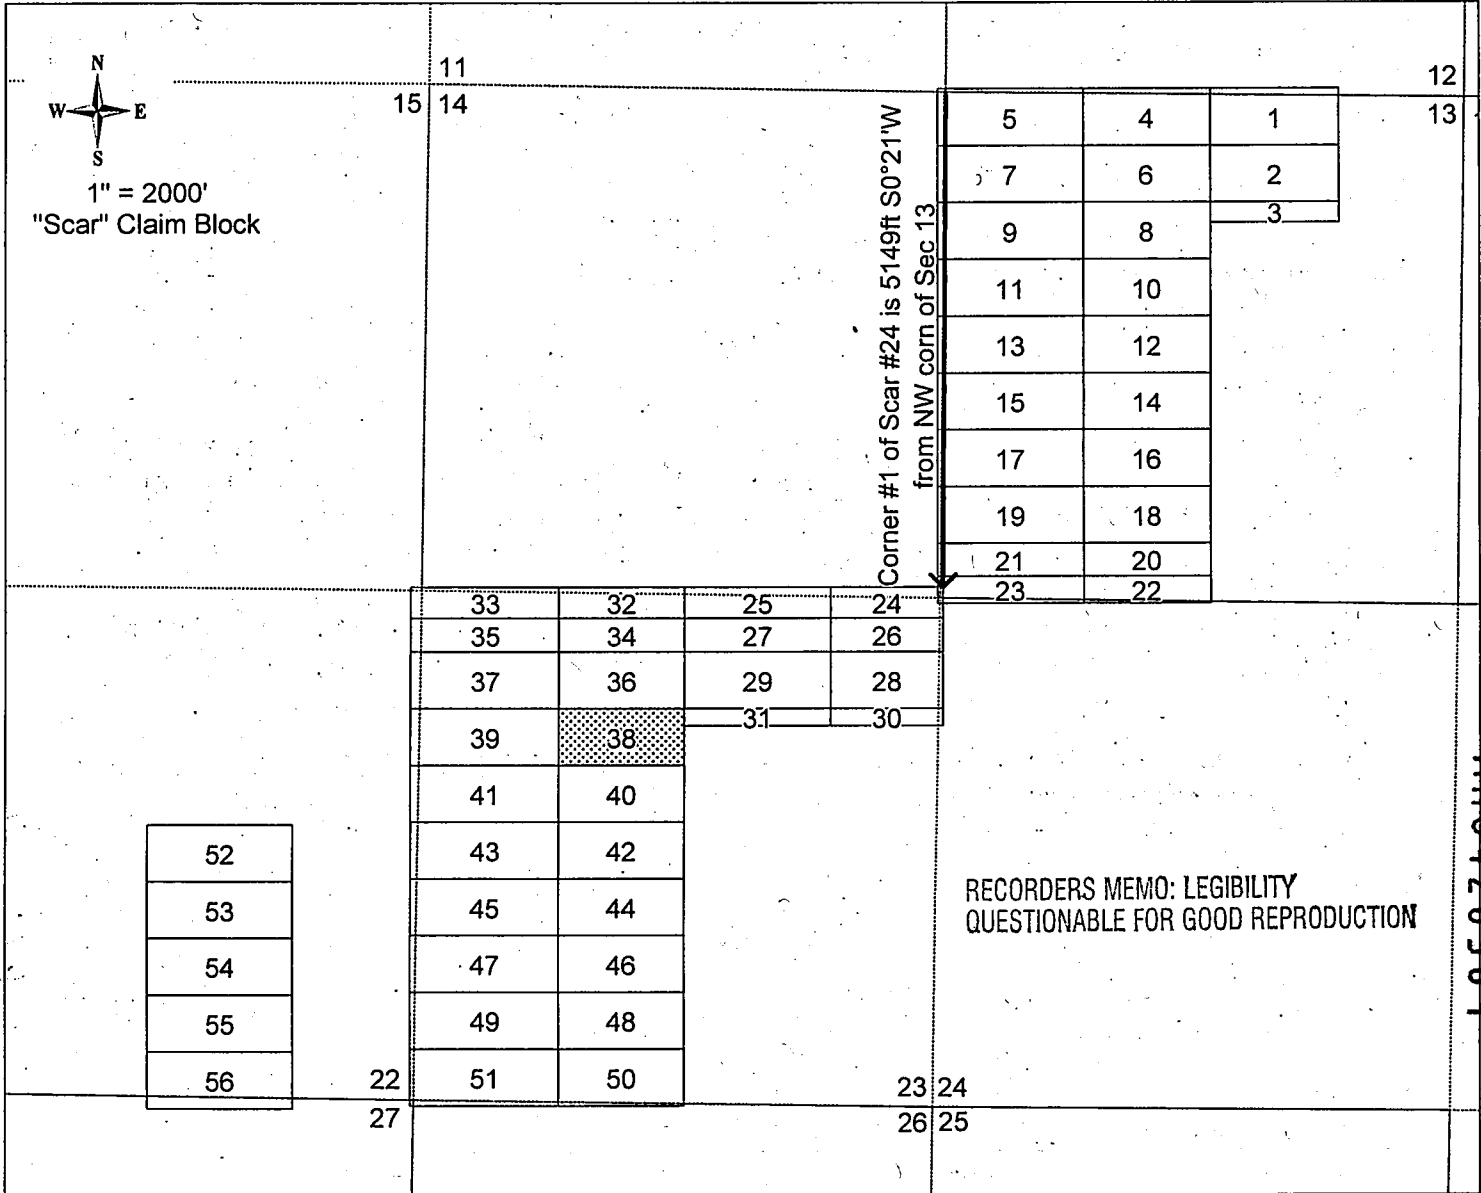 N
W E
S
1" = 2000'
"Scar" Claim Block
11
15 14
12
13
Corner #1 of Scar #24 is 5149ft S0°21'W
from NW corn of Sec 13
5 4 1
7 6 2
3
9 8
11 10
13 12
15 14
17 16
19 18
21 20
23 22
33 32 25 24
35 34 27 26
37 36 29 28
31 30
39 38
41 40
43 42
45 44
47 46
49 48
51 50
52
53
54
55
56
22
27
23 24
26 25
RECORDERS MEMO: LEGIBILITY
QUESTIONABLE FOR GOOD REPRODUCTION